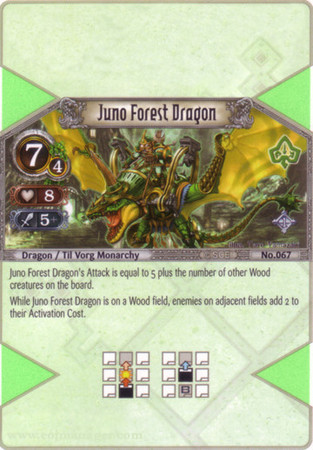 Juno Forest Dragon
7
4
8
5
Dragon / Til Vorg Monarchy
No.067
Juno Forest Dragon's Attack is equal to 5 plus the number of other Wood
creatures on the board.
While Juno Forest Dragon is on a Wood field, enemies on adjacent fields add 2 to
their Activation Cost.
B